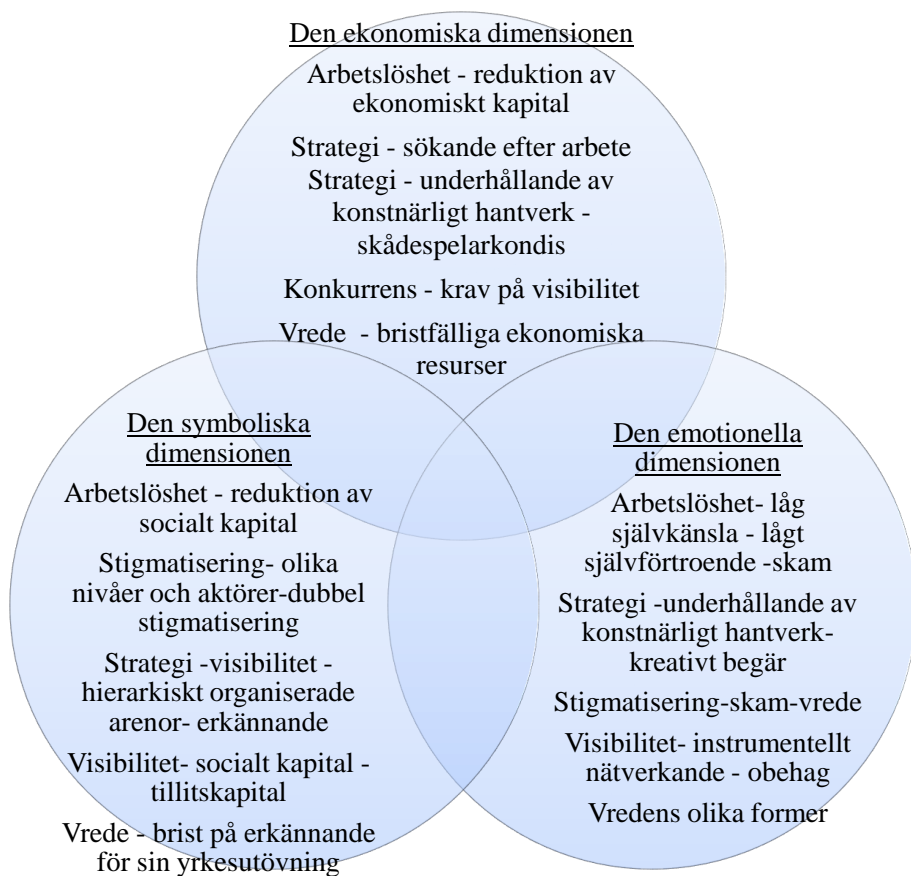 Den ekonomiska dimensionen
Arbetslöshet - reduktion av
ekonomiskt kapital
Strategi - sökande efter arbete
Strategi - underhållande av
konstnärligt hantverk -
skådespelarkondis
Konkurrens - krav på visibilitet
Vrede - bristfälliga ekonomiska
resurser
Den symboliska
dimensionen
Arbetslöshet - reduktion av
socialt kapital
Stigmatisering- olika
nivåer och aktörer-dubbel
stigmatisering
Strategi -visibilitet -
hierarkiskt organiserade
arenor- erkännande
Visibilitet- socialt kapital -
tillitskapital
Vrede - brist på erkännande
för sin yrkesutövning
Den emotionella
dimensionen
Arbetslöshet- låg
självkänsla - lågt
självförtroende -skam
Strategi -underhållande av
konstnärligt hantverk-
kreativt begär
Stigmatisering-skam-vrede
Visibilitet- instrumentellt
nätverkande - obehag
Vredens olika former